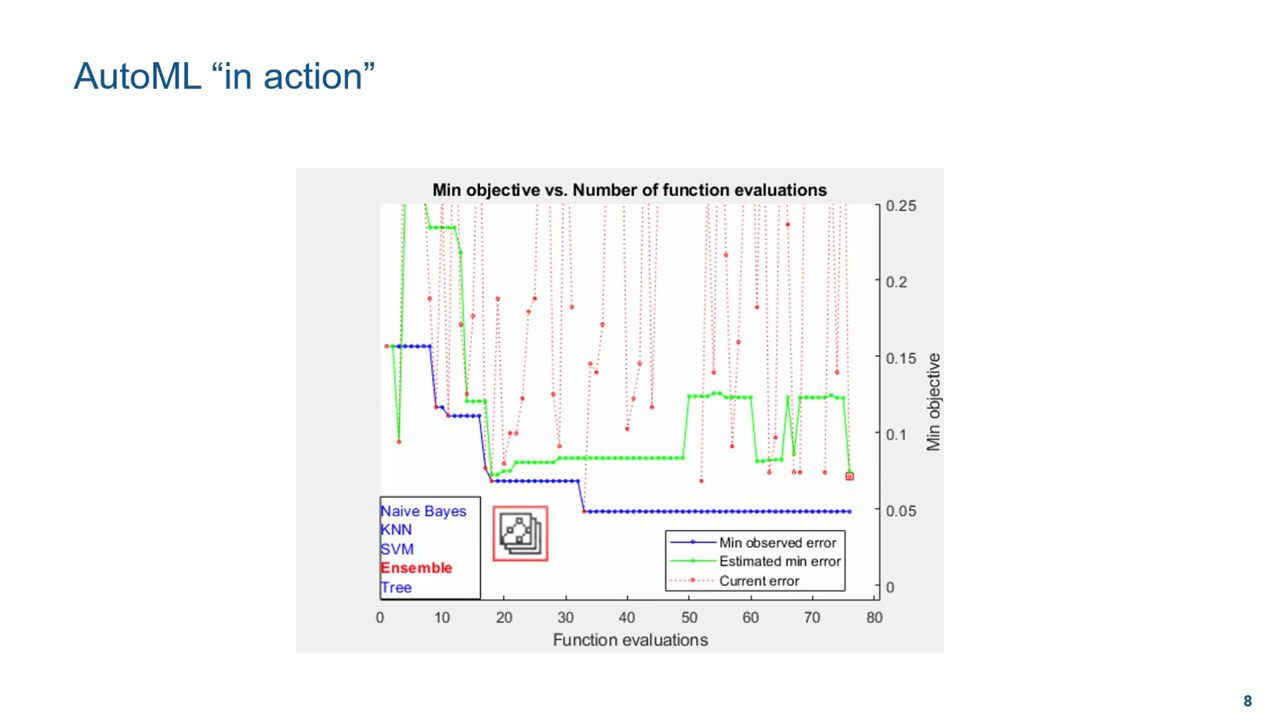 AutoML “in action”
Min objective vs. Number of function evaluations
0.25
0.2
0.15
0.1
0.05
0
Min objective
Naive Bayes
KNN
SVM
Ensemble
Tree
Min observed error
Estimated min error
Current error
0 10 20 30 40 50 60 70 80
Function evaluations
8